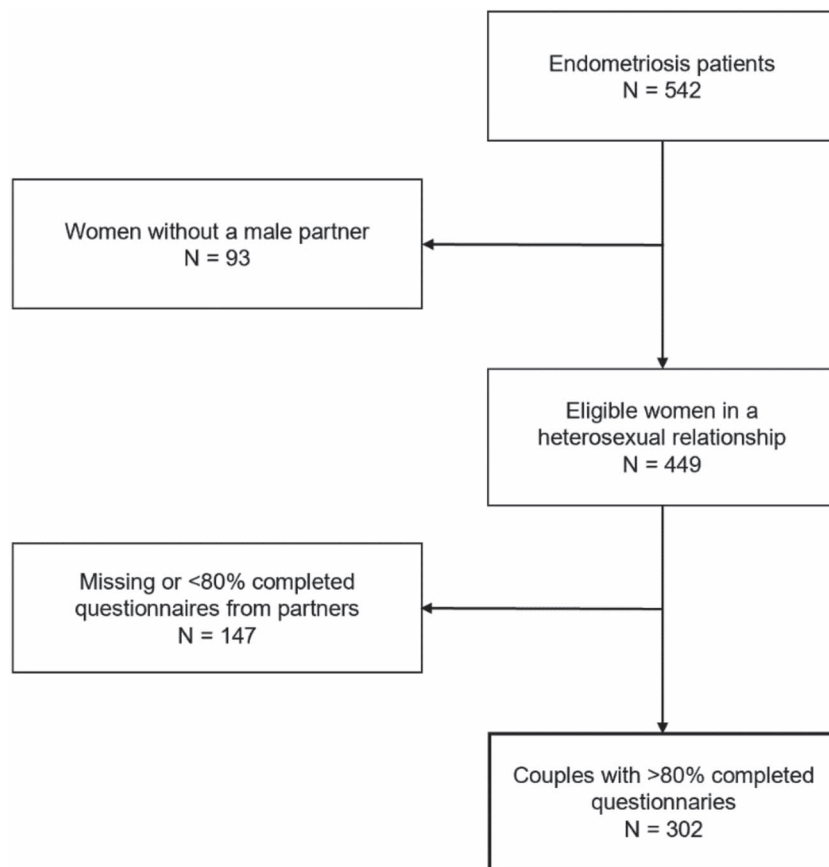 Endometriosis patients
N = 542
Women without a male partner
N = 93
Eligible women in a
heterosexual relationship
N = 449
Missing or <80% completed
questionnaires from partners
N = 147
Couples with >80% completed
questionnaries
N = 302